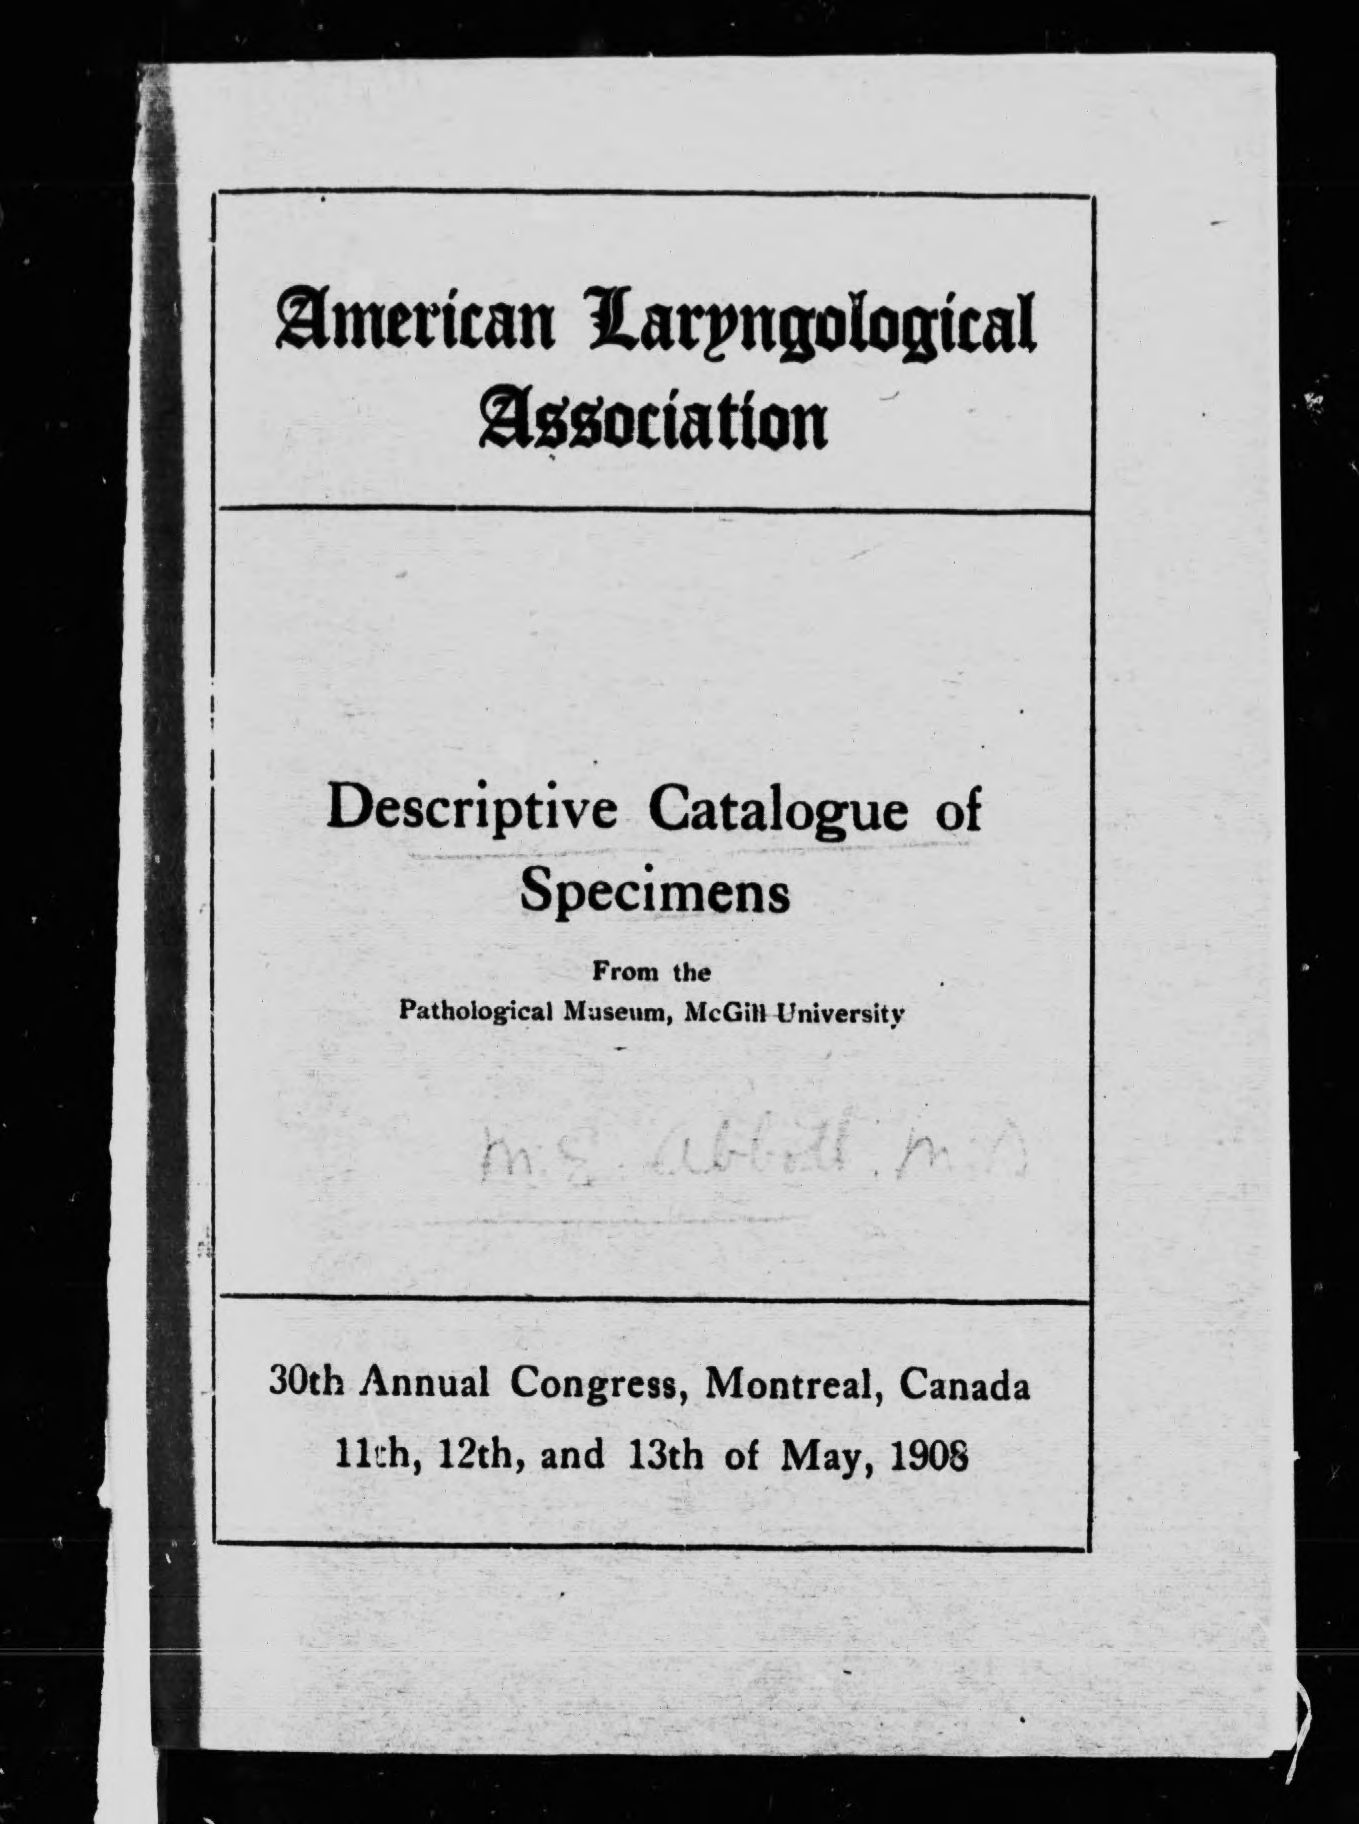 American Laryngological
Association
Descriptive Catalogue of
Specimens
From the
Pathological Museum, McGill University
M. E. Abbott. M. D
30th Annual Congress, Montreal, Canada
11th, 12th, and 13th of May, 1908